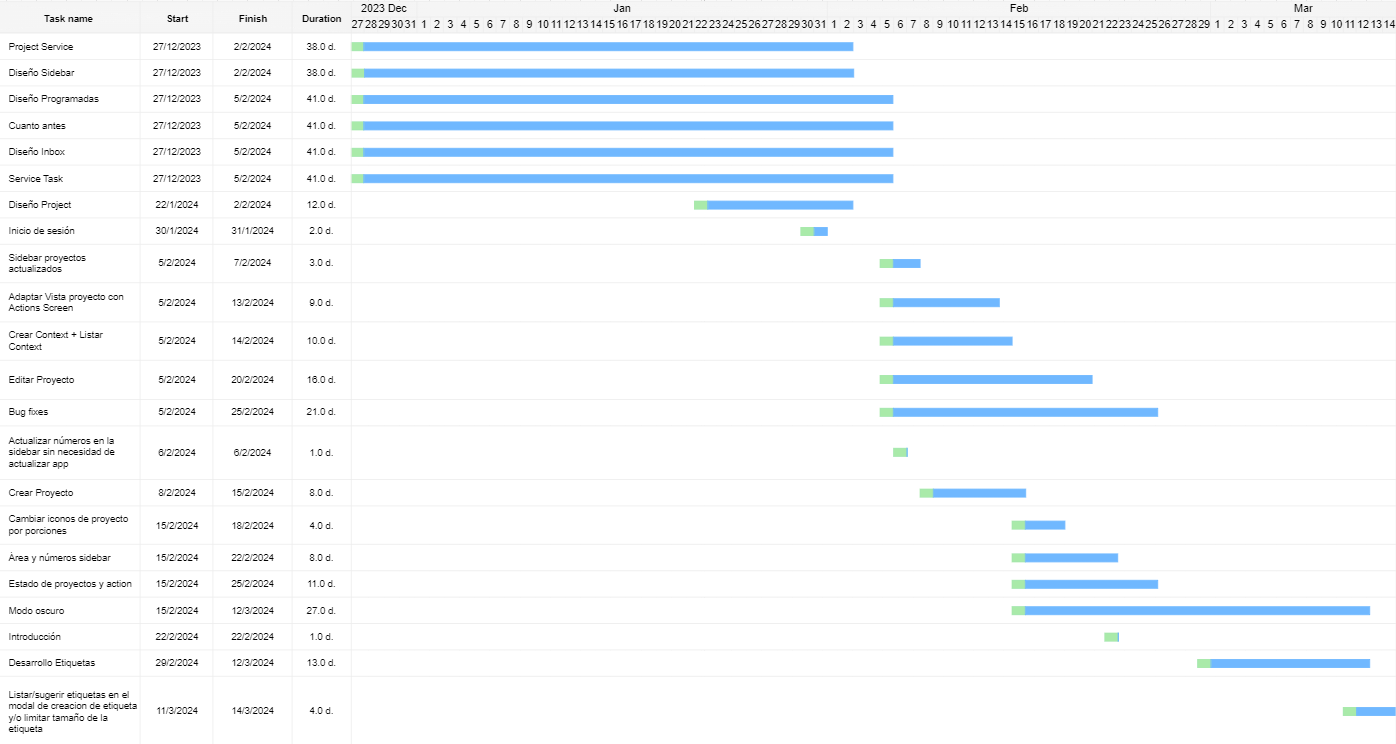 Task name Start Finish Duration 2023 Dec Jan Feb Mar
27 28 29 30 31 1 2 3 4 5 6 7 8 9 10 11 12 13 14 15 16 17 18 19 20 21 22 23 24 25 26 27 28 29 30 31 1 2 3 4 5 6 7 8 9 10 11 12 13 14 15 16 17 18 19 20 21 22 23 24 25 26 27 28 29 1 2 3 4 5 6 7 8 9 10 11 12 13 14
Project Service 27/12/2023 2/2/2024 38.0 d.
Diseño Sidebar 27/12/2023 2/2/2024 38.0 d.
Diseño Programadas 27/12/2023 5/2/2024 41.0 d.
Cuanto antes 27/12/2023 5/2/2024 41.0 d.
Diseño Inbox 27/12/2023 5/2/2024 41.0 d.
Service Task 27/12/2023 5/2/2024 41.0 d.
Diseño Project 22/1/2024 2/2/2024 12.0 d.
Inicio de sesión 30/1/2024 31/1/2024 2.0 d.
Sidebar proyectos
actualizados 5/2/2024 7/2/2024 3.0 d.
Adaptar Vista proyecto con
Actions Screen 5/2/2024 13/2/2024 9.0 d.
Crear Context + Listar
Context 5/2/2024 14/2/2024 10.0 d.
Editar Proyecto 5/2/2024 20/2/2024 16.0 d.
Bug fixes 5/2/2024 25/2/2024 21.0 d.
Actualizar números en la
sidebar sin necesidad de 6/2/2024 6/2/2024 1.0 d.
actualizar app
Crear Proyecto 8/2/2024 15/2/2024 8.0 d.
Cambiar iconos de proyecto
por porciones 15/2/2024 18/2/2024 4.0 d.
Área y números sidebar 15/2/2024 22/2/2024 8.0 d.
Estado de proyectos y action 15/2/2024 25/2/2024 11.0 d.
Modo oscuro 15/2/2024 12/3/2024 27.0 d.
Introducción 22/2/2024 22/2/2024 1.0 d.
Desarrollo Etiquetas 29/2/2024 12/3/2024 13.0 d.
Listar/sugerir etiquetas en el
modal de creacion de etiqueta 11/3/2024 14/3/2024 4.0 d.
y/o limitar tamaño de la
etiqueta